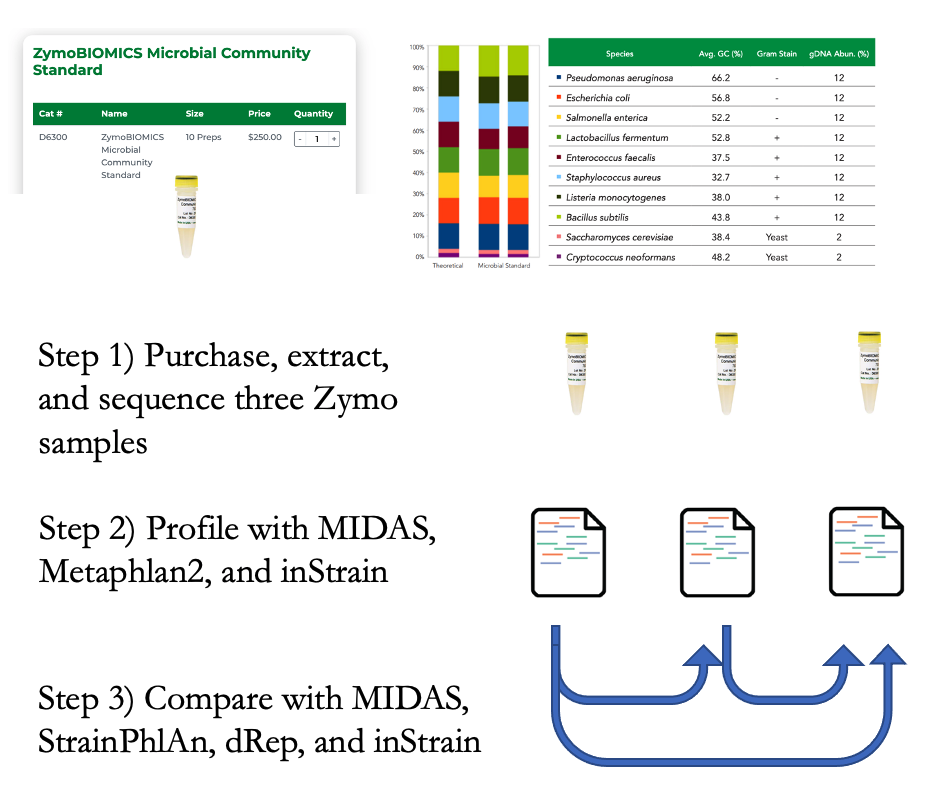 ZymoBIOMICS Microbial Community
Standard
Cat # Name Size Price Quantity
D6300 ZymoBIOMICS 10 Preps $250.00 - 1 +
Microbial
Community
Standard
100%
90%
80%
70%
60%
50%
40%
30%
20%
10%
0%
Theoretical Microbial Standard
Species Avg. GC (%) Gram Stain gDNA Abun. (%)
Pseudomonas aeruginosa 66.2 - 12
Escherichia coli 56.8 - 12
Salmonella enterica 52.2 - 12
Lactobacillus fermentum 52.8 + 12
Enterococcus faecalis 37.5 + 12
Staphylococcus aureus 32.7 + 12
Listeria monocytogenes 38.0 + 12
Bacillus subtilis 43.8 + 12
Saccharomyces cerevisiae 38.4 Yeast 2
Cryptococcus neoformans 48.2 Yeast 2
Step 1) Purchase, extract,
and sequence three Zymo
samples
Step 2) Profile with MIDAS,
Metaphlan2, and inStrain
Step 3) Compare with MIDAS,
StrainPhlAn, dRep, and inStrain